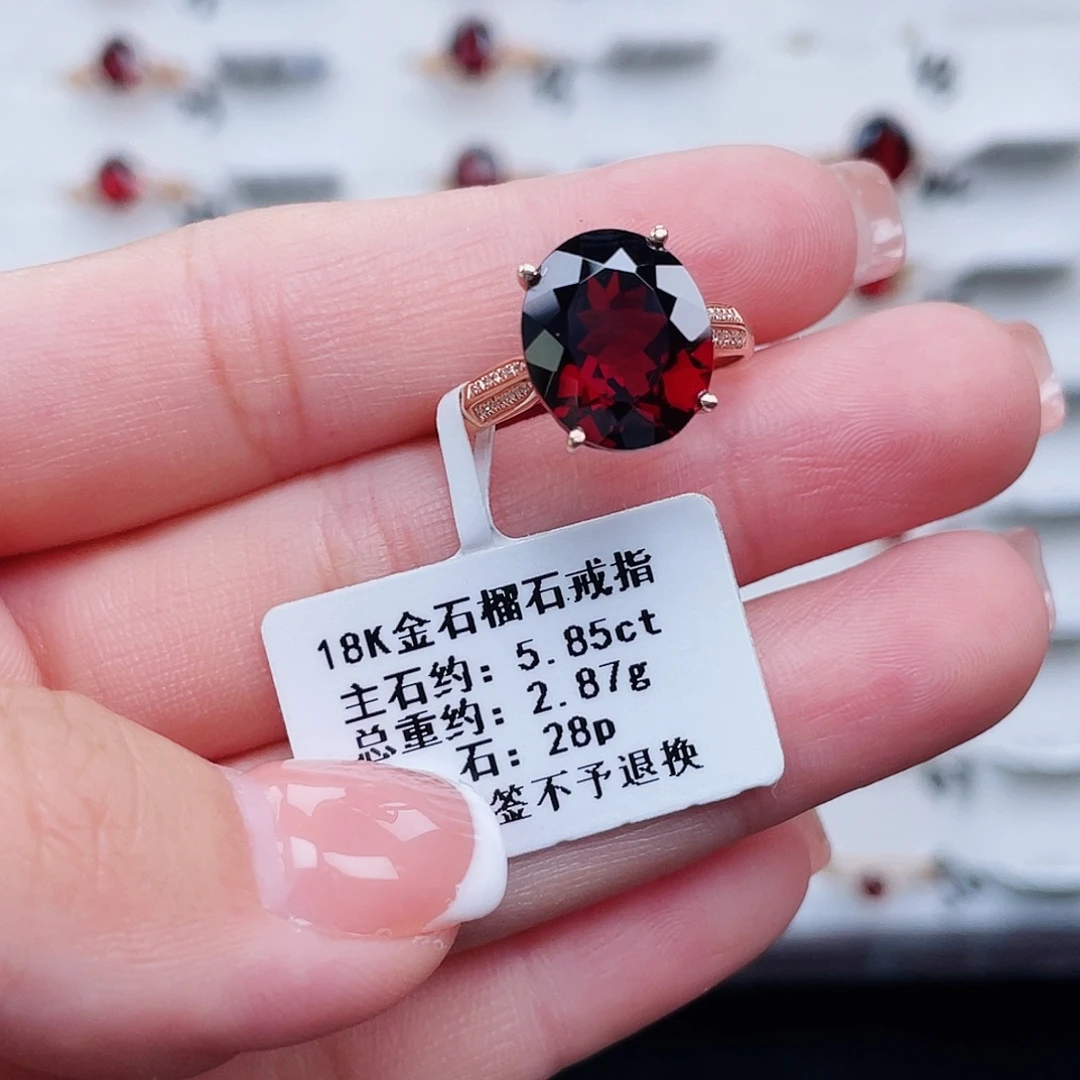 18K金石榴石戒指
主石约: 5.85ct
总重约: 2.87g
石: 28p
签不予退换